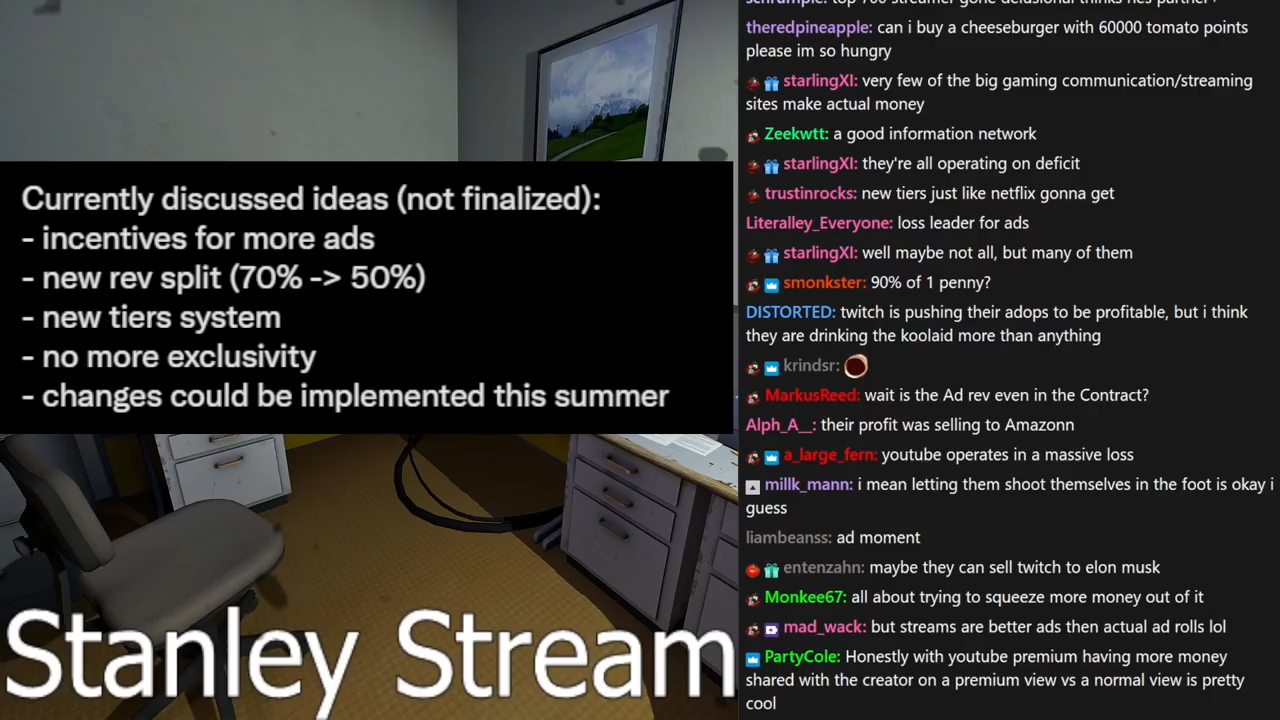 Currently discussed ideas (not finalized):
- incentives for more ads
- new rev split (70% -> 50%)
- new tiers system
- no more exclusivity
- changes could be implemented this summer
Stanley Stream
schrumple: top 700 streamer gone delusional thinks hes partner
theredpineapple: can i buy a cheeseburger with 60000 tomato points
please im so hungry
starlingXI: very few of the big gaming communication/streaming
sites make actual money
Zeekwtt: a good information network
starlingXI: they're all operating on deficit
trustinrocks: new tiers just like netflix gonna get
Literalley_Everyone: loss leader for ads
starlingXI: well maybe not all, but many of them
smonkster: 90% of 1 penny?
DISTORTED: twitch is pushing their adops to be profitable, but i think
they are drinking the koolaid more than anything
krindsr:
MarkusReed: wait is the Ad rev even in the Contract?
Alph_A__: their profit was selling to Amazonn
a_large_fern: youtube operates in a massive loss
millk_mann: i mean letting them shoot themselves in the foot is okay i
guess
liambeanss: ad moment
entenzahn: maybe they can sell twitch to elon musk
Monkee67: all about trying to squeeze more money out of it
mad_wack: but streams are better ads then actual ad rolls lol
PartyCole: Honestly with youtube premium having more money
shared with the creator on a premium view vs a normal view is pretty
cool